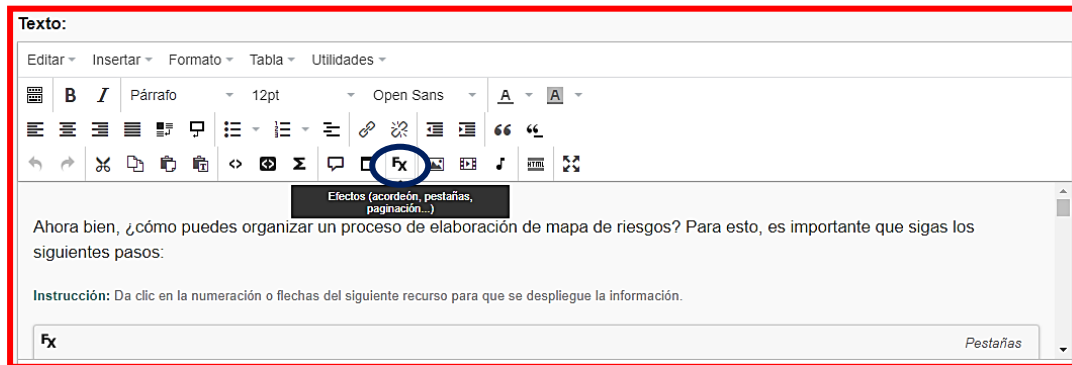 Texto:
Editar Insertar Formato Tabla Utilidades
B I Párrafo 12pt Open Sans A A
Σ Fx HTML
Efectos (acordeón, pestañas,
paginación...)
Ahora bien, ¿cómo puedes organizar un proceso de elaboración de mapa de riesgos? Para esto, es importante que sigas los
siguientes pasos:
Instrucción: Da clic en la numeración o flechas del siguiente recurso para que se despliegue la información.
Fx Pestañas